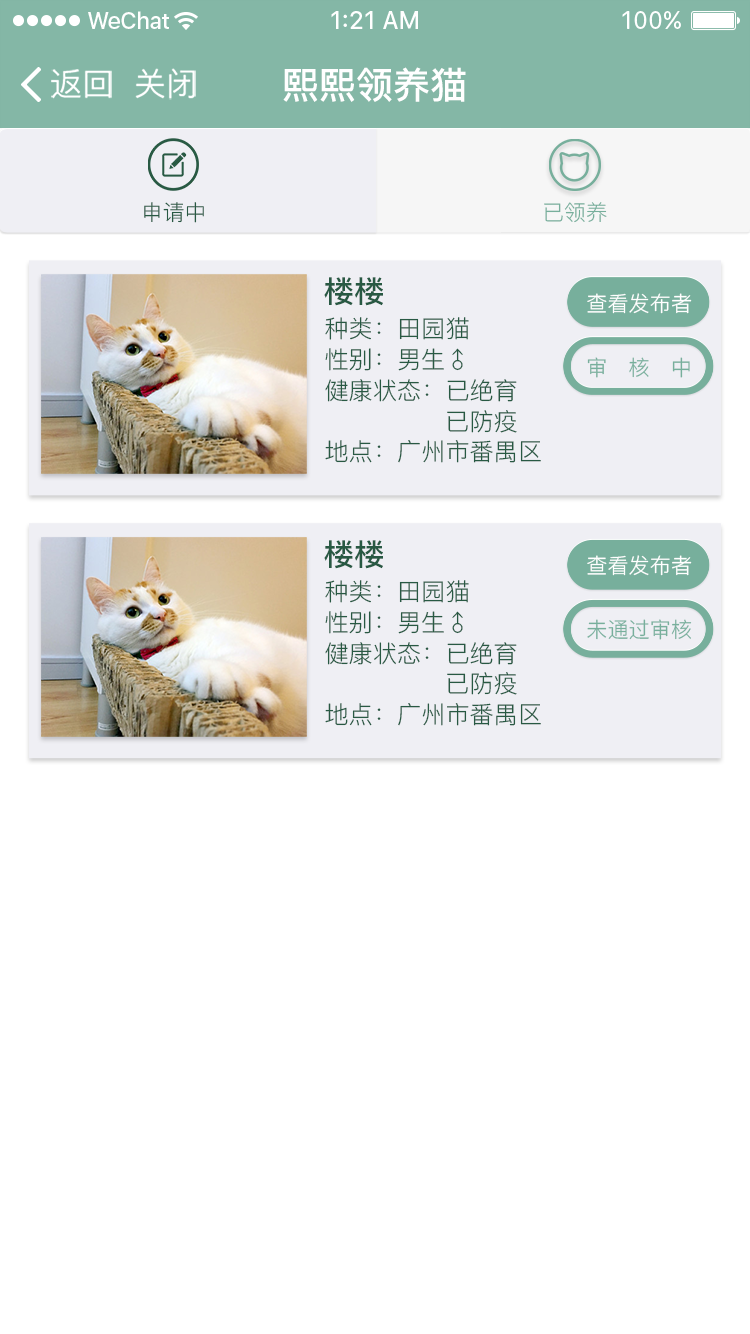 WeChat 1:21 AM 100%
返回 关闭 熙熙领养猫
申请中 已领养
楼楼
查看发布者
种类：田园猫
性别：男生♂
审 核 中
健康状态：已绝育
已防疫
地点：广州市番禺区
楼楼
查看发布者
种类：田园猫
性别：男生♂
未通过审核
健康状态：已绝育
已防疫
地点：广州市番禺区